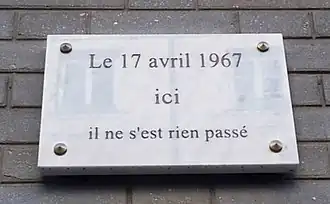 Le 17 avril 1967
ici
il ne s'est rien passé